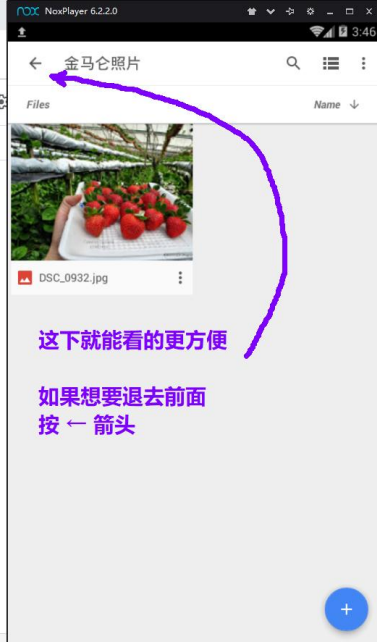 nox NoxPlayer 6.2.2.0
3:46
金马仑照片
Files
Name
DSC_0932.jpg
这下就能看的更方便
如果想要退去前面
按 ← 箭头